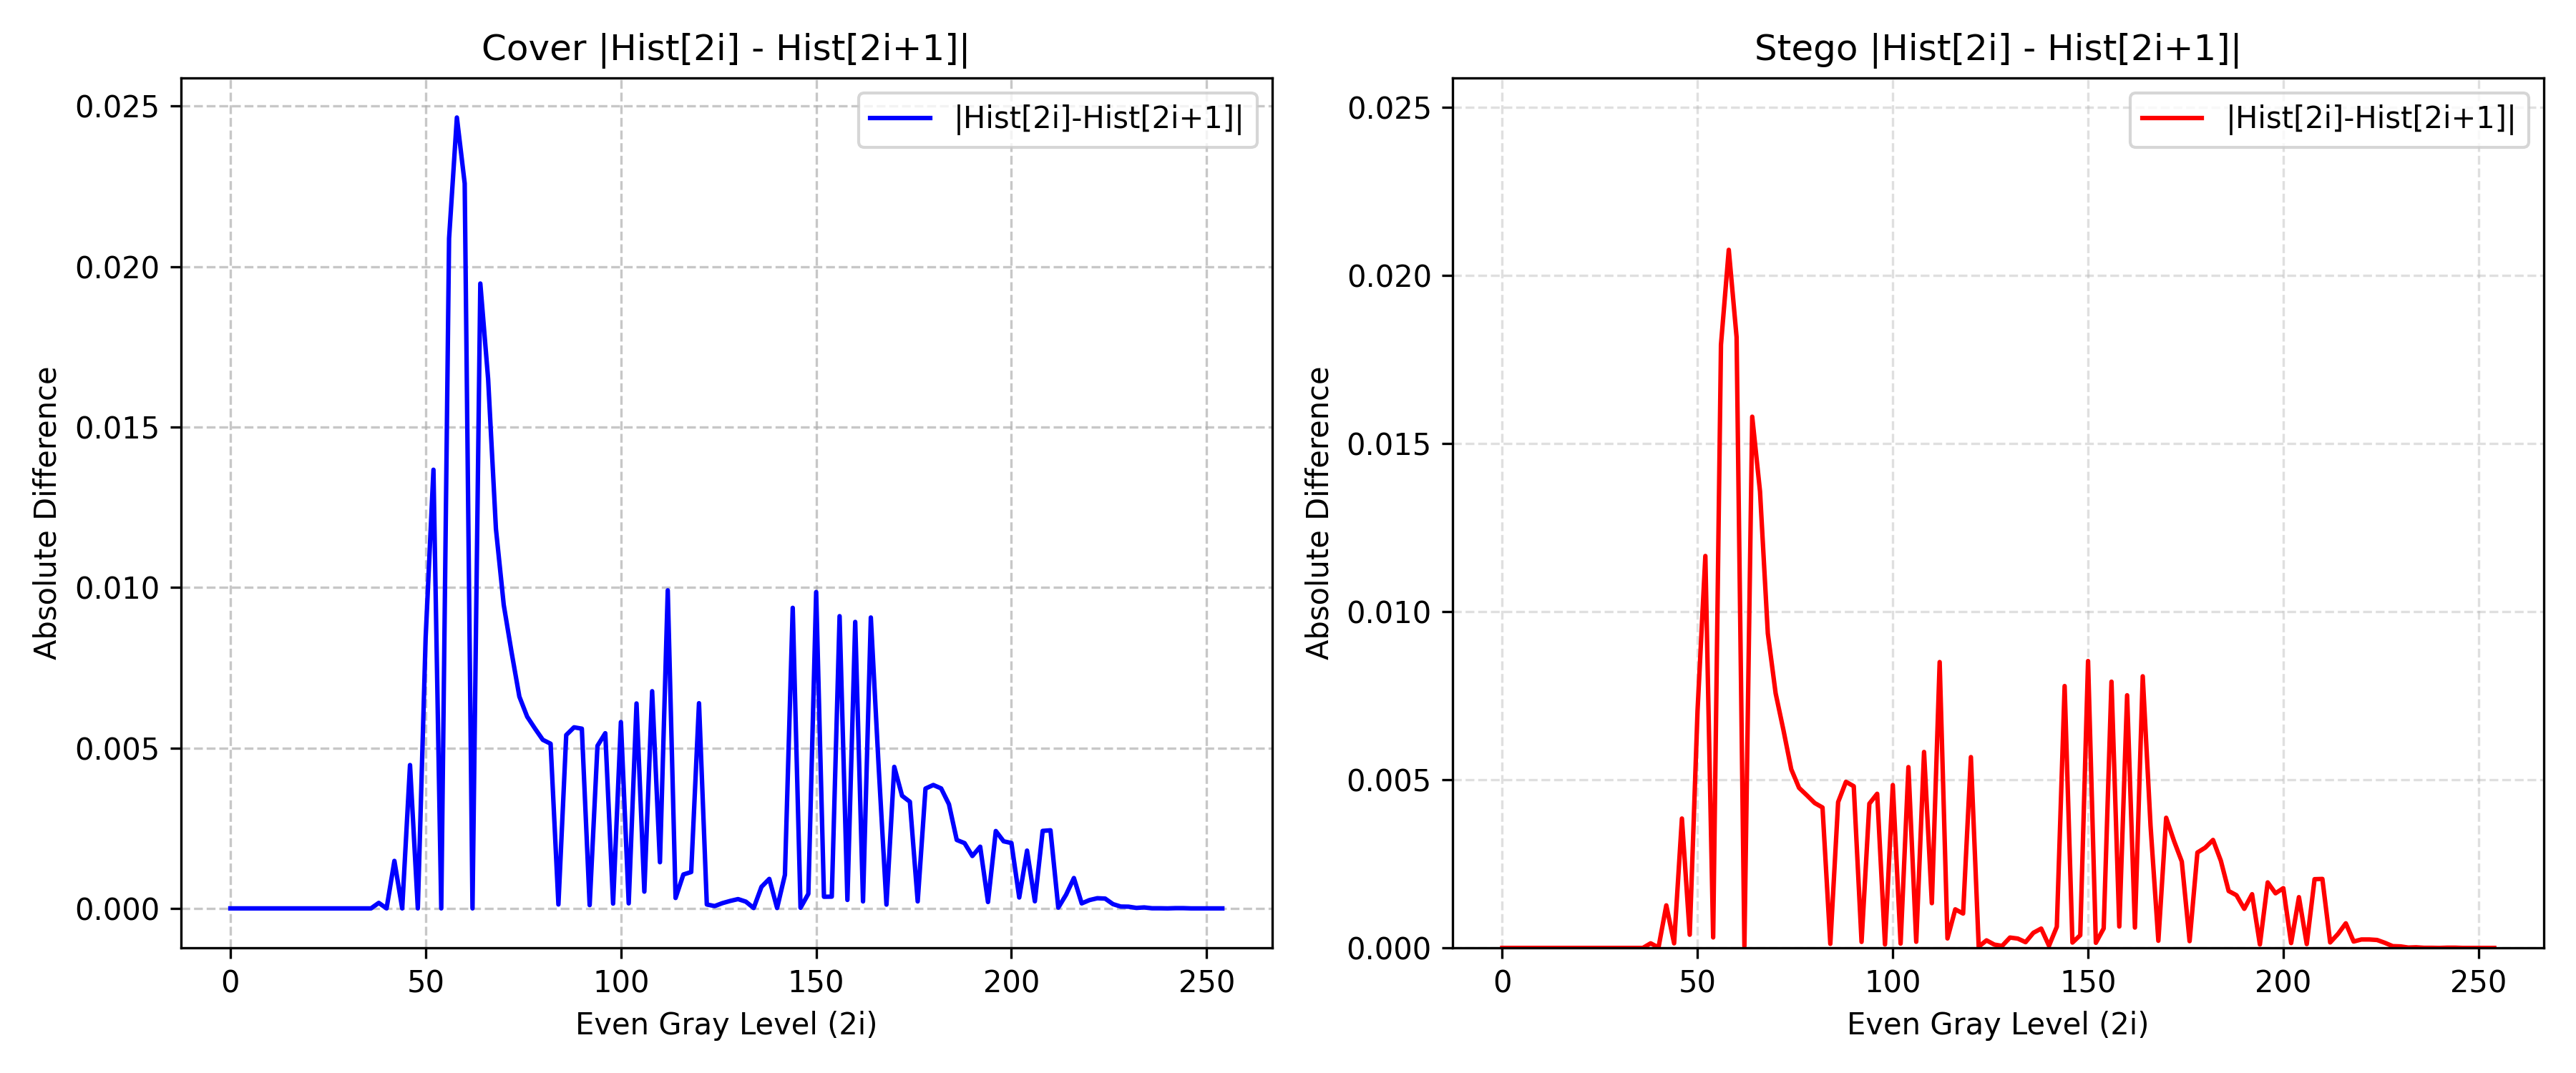 Cover |Hist[2i] - Hist[2i+1]|
|Hist[2i]-Hist[2i+1]|
Absolute Difference
0.025
0.020
0.015
0.010
0.005
0.000
0 50 100 150 200 250
Even Gray Level (2i)
Stego |Hist[2i] - Hist[2i+1]|
|Hist[2i]-Hist[2i+1]|
Absolute Difference
0.025
0.020
0.015
0.010
0.005
0.000
0 50 100 150 200 250
Even Gray Level (2i)